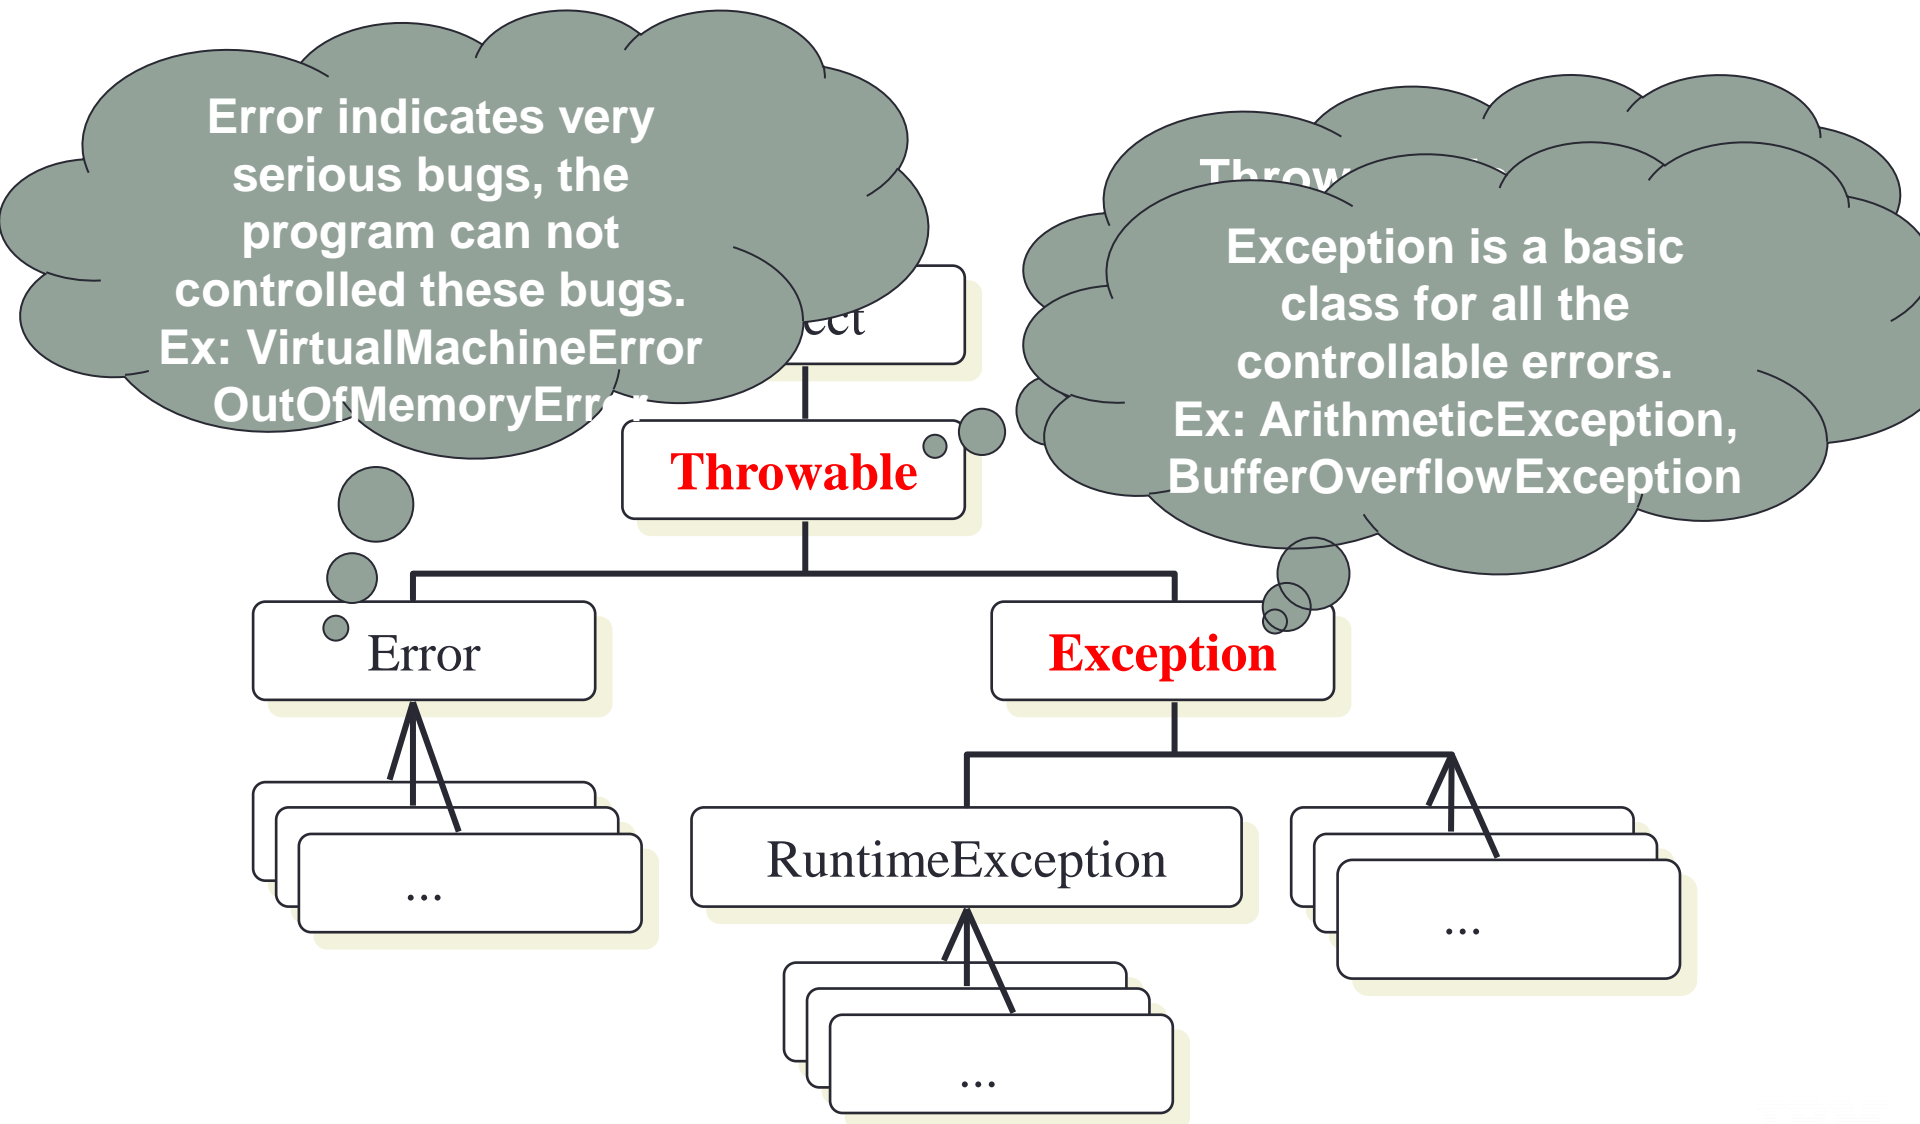 Error indicates very
serious bugs, the
program can not
controlled these bugs.
Ex: VirtualMachineError
OutOfMemoryError
Exception is a basic
class for all the
controllable errors.
Ex: ArithmeticException,
BufferOverflowException
Throwable
Error
Exception
...
RuntimeException
...
...